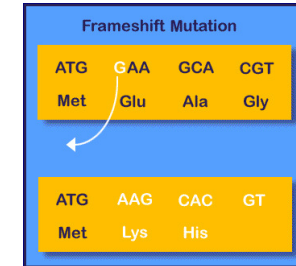 Frameshift Mutation
ATG GAA GCA CGT
Met Glu Ala Gly
ATG AAG CAC GT
Met Lys His